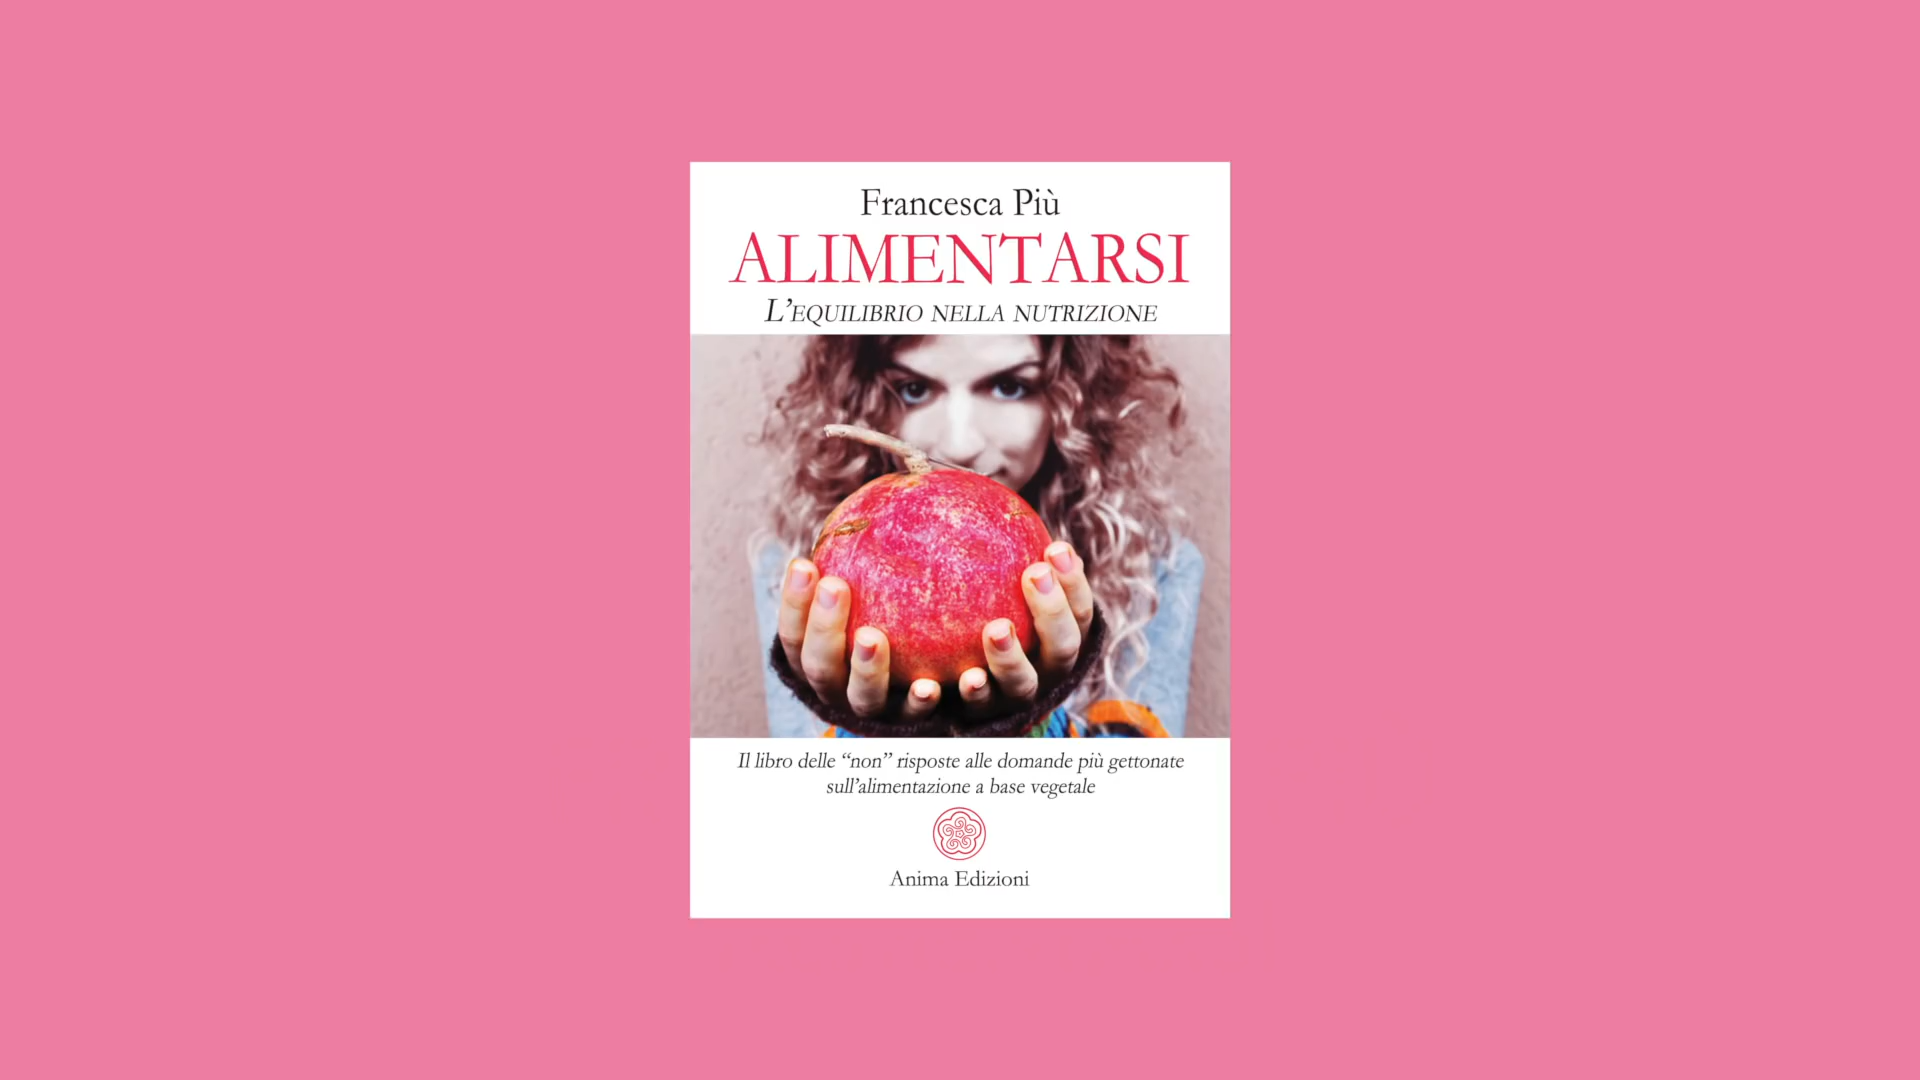 Francesca Più
ALIMENTARSI
L’EQUILIBRIO NELLA NUTRIZIONE
Il libro delle “non” risposte alle domande più gettonate
sull’alimentazione a base vegetale
Anima Edizioni